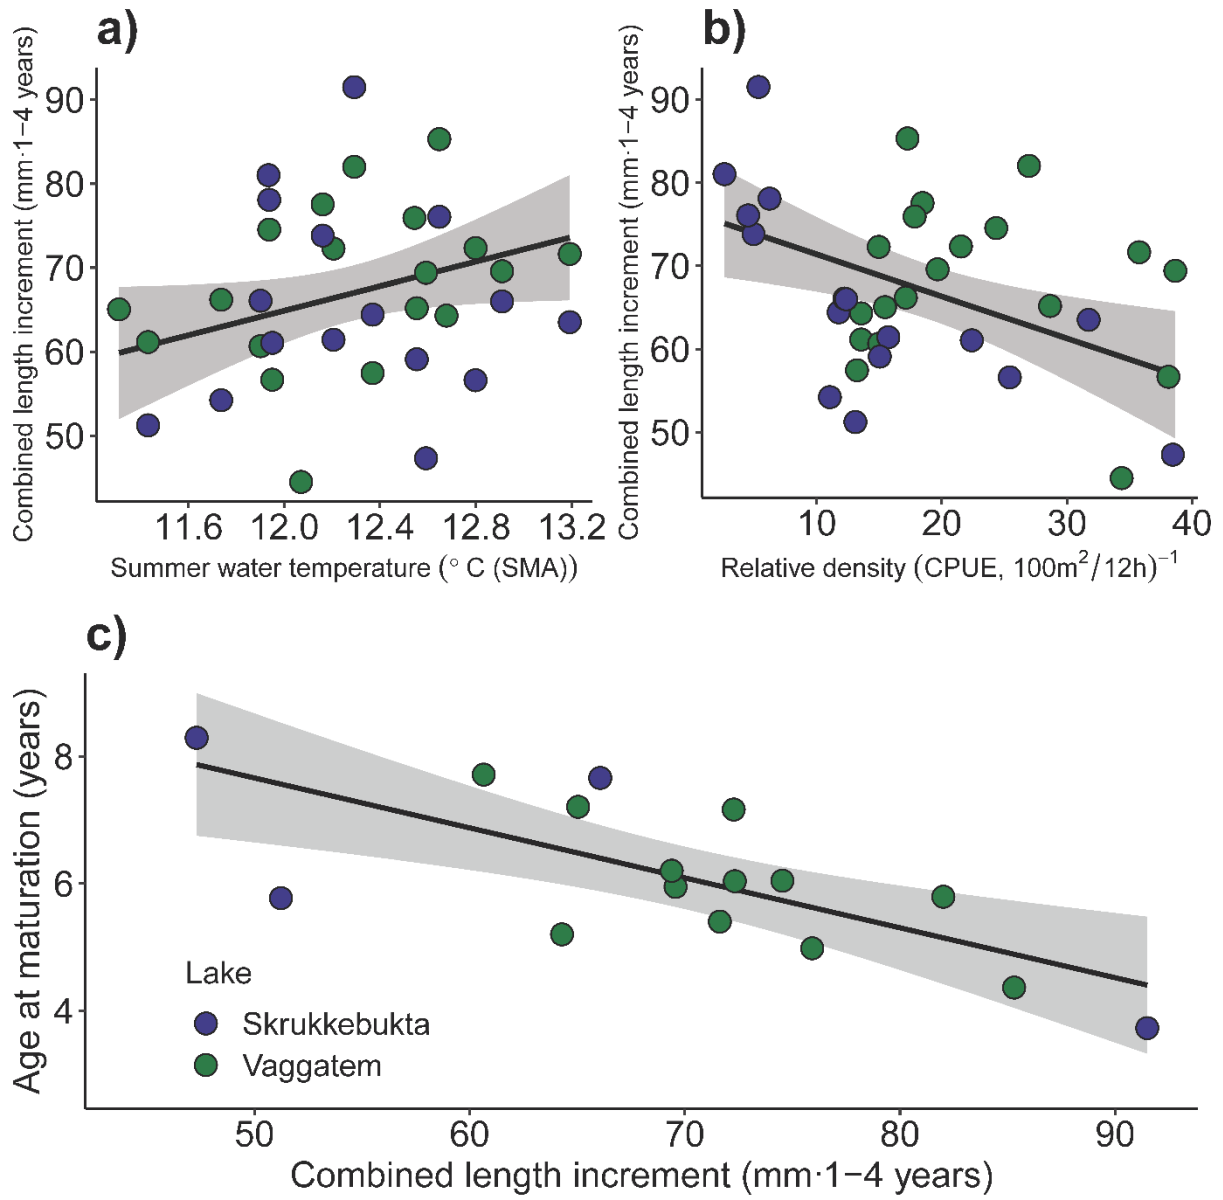 a)
Combined length increment (mm·1−4 years)
90
80
70
60
50
11.6 12.0 12.4 12.8 13.2
Summer water temperature (° C (SMA))
b)
Combined length increment (mm·1−4 years)
90
80
70
60
50
10 20 30 40
Relative density (CPUE, 100m²/12h)⁻¹
c)
Age at maturation (years)
8
6
4
Lake
Skrukkebukta
Vaggatem
50 60 70 80 90
Combined length increment (mm·1−4 years)